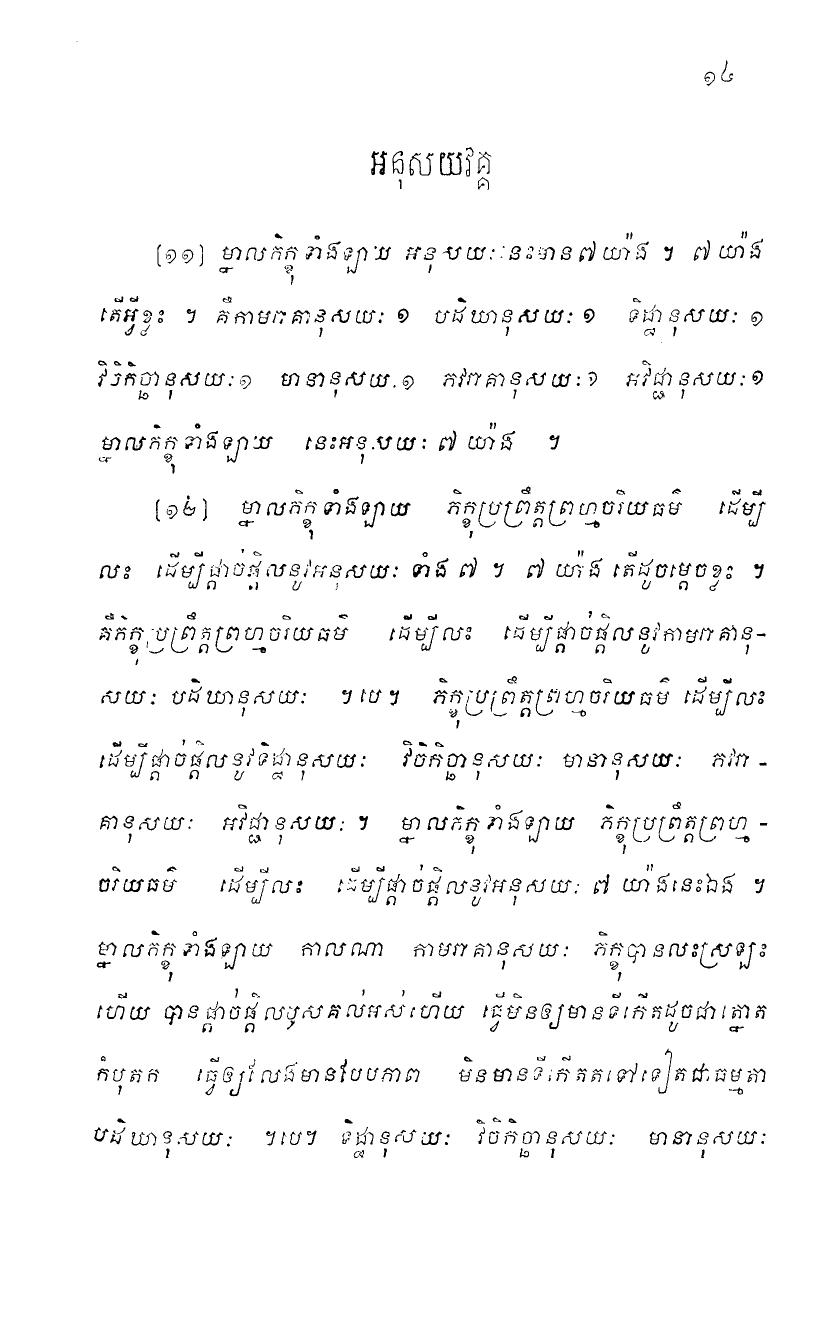 ១៤
អនុសយវគ្គ
[១១] ម្នាលភិក្ខុទាំងឡាយ អនុសយៈនេះមាន៧យ៉ាង ។ ៧យ៉ាង
តើអ្វីខ្លះ ។ គឺកាមរាគានុសយៈ ១ បដិឃានុសយៈ ១ ទិដ្ឋានុសយៈ ១
វិចិកិច្ឆានុសយៈ១ មានានុសយៈ១ ភវរាគានុសយៈ១ អវិជ្ជានុសយៈ១
ម្នាលភិក្ខុទាំងឡាយ នេះអនុសយៈ ៧ យ៉ាង ។
[១២] ម្នាលភិក្ខុទាំងឡាយ ភិក្ខុប្រព្រឹត្តព្រហ្មចរិយធម៌ ដើម្បី
លះ ដើម្បីផ្តាច់ផ្តិលនូវអនុសយៈ ទាំង ៧ ។ ៧ យ៉ាង តើដូចម្តេចខ្លះ ។
គឺភិក្ខុប្រព្រឹត្តព្រហ្មចរិយធម៌ ដើម្បីលះ ដើម្បីផ្តាច់ផ្តិលនូវកាមរាគានុ-
សយៈ បដិឃានុសយៈ ។បេ។ ភិក្ខុប្រព្រឹត្តព្រហ្មចរិយធម៌ ដើម្បីលះ
ដើម្បីផ្តាច់ផ្តិលនូវទិដ្ឋានុសយៈ វិចិកិច្ឆានុសយៈ មានានុសយៈ ភវរា-
គានុសយៈ អវិជ្ជានុសយៈ ។ ម្នាលភិក្ខុទាំងឡាយ ភិក្ខុប្រព្រឹត្តព្រហ្ម-
ចរិយធម៌ ដើម្បីលះ ដើម្បីផ្តាច់ផ្តិលនូវអនុសយៈ ៧ យ៉ាងនេះឯង ។
ម្នាលភិក្ខុទាំងឡាយ កាលណា កាមរាគានុសយៈ ភិក្ខុបានលះស្រឡះ
ហើយ បានផ្តាច់ផ្តិលឫសគល់អស់ហើយ ធ្វើមិនឲ្យមានទីកើតដូចជាត្នោត
កំបុតក ធ្វើឲ្យលែងមានបែបភាព មិនមានទីកើតតទៅទៀតជាធម្មតា
បដិឃានុសយៈ ។បេ។ ទិដ្ឋានុសយៈ វិចិកិច្ឆានុសយៈ មានានុសយៈ